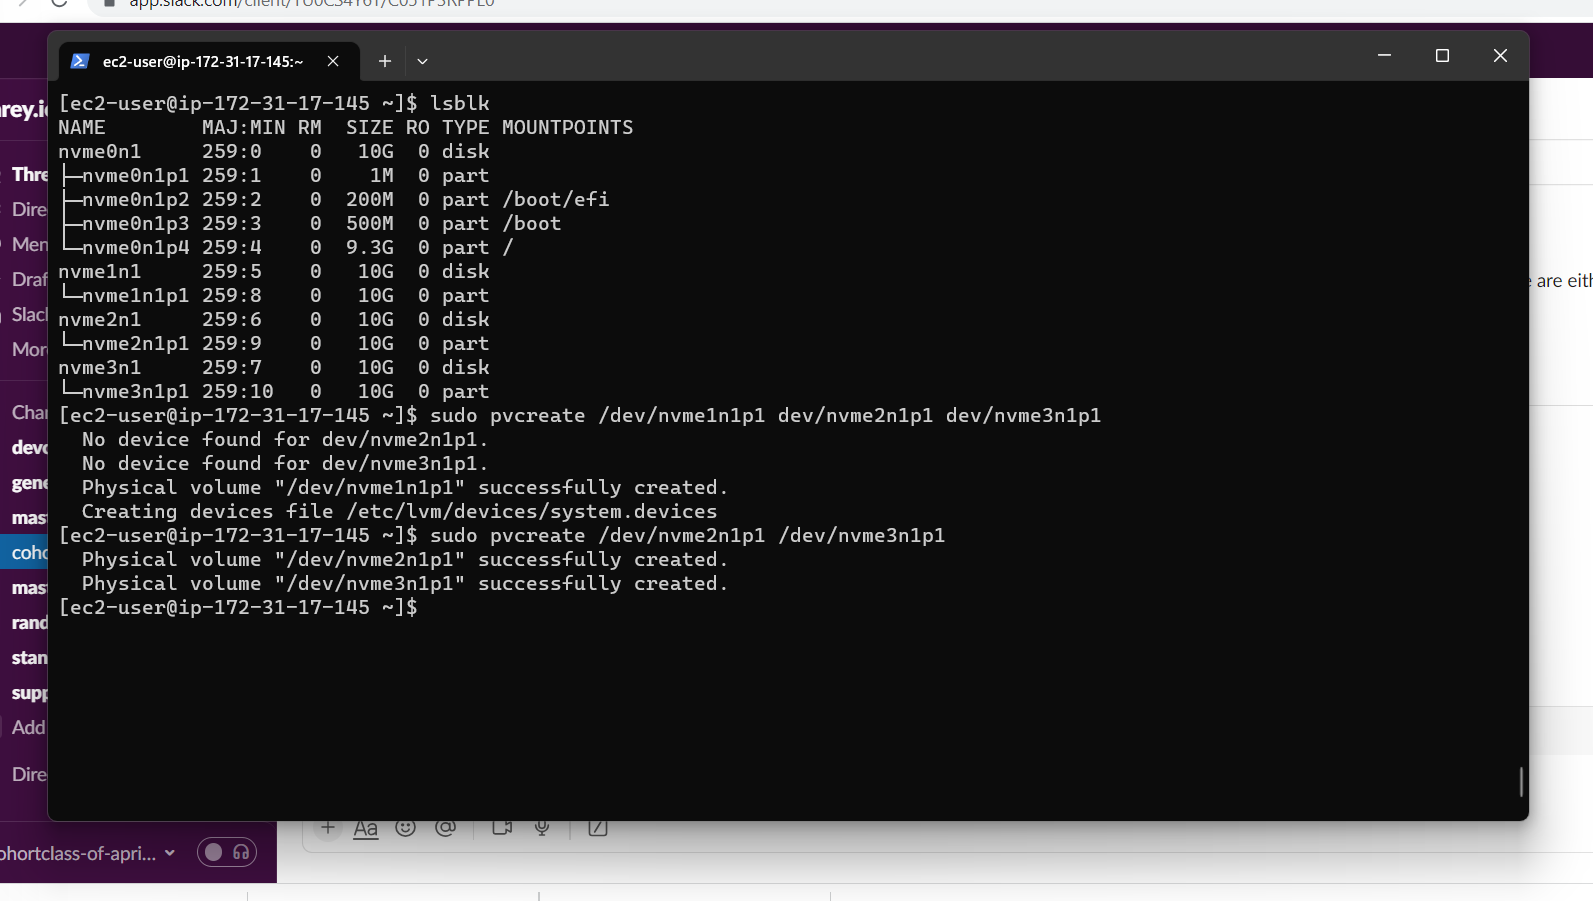 ec2-user@ip-172-31-17-145:~
[ec2-user@ip-172-31-17-145 ~]$ lsblk
NAME        MAJ:MIN RM  SIZE RO TYPE MOUNTPOINTS
nvme0n1     259:0    0   10G  0 disk
├─nvme0n1p1 259:1    0    1M  0 part
├─nvme0n1p2 259:2    0  200M  0 part /boot/efi
├─nvme0n1p3 259:3    0  500M  0 part /boot
└─nvme0n1p4 259:4    0  9.3G  0 part /
nvme1n1     259:5    0   10G  0 disk
└─nvme1n1p1 259:8    0   10G  0 part
nvme2n1     259:6    0   10G  0 disk
└─nvme2n1p1 259:9    0   10G  0 part
nvme3n1     259:7    0   10G  0 disk
└─nvme3n1p1 259:10   0   10G  0 part
[ec2-user@ip-172-31-17-145 ~]$ sudo pvcreate /dev/nvme1n1p1 dev/nvme2n1p1 dev/nvme3n1p1
  No device found for dev/nvme2n1p1.
  No device found for dev/nvme3n1p1.
  Physical volume "/dev/nvme1n1p1" successfully created.
  Creating devices file /etc/lvm/devices/system.devices
[ec2-user@ip-172-31-17-145 ~]$ sudo pvcreate /dev/nvme2n1p1 /dev/nvme3n1p1
  Physical volume "/dev/nvme2n1p1" successfully created.
  Physical volume "/dev/nvme3n1p1" successfully created.
[ec2-user@ip-172-31-17-145 ~]$
rey.i
Thre
Dire
Men
Draf
Slac
Mor
Cha
devo
gene
mas
coho
mas
rand
stan
supp
Add
Dire
are eith
Aa
ohortclass-of-apri...